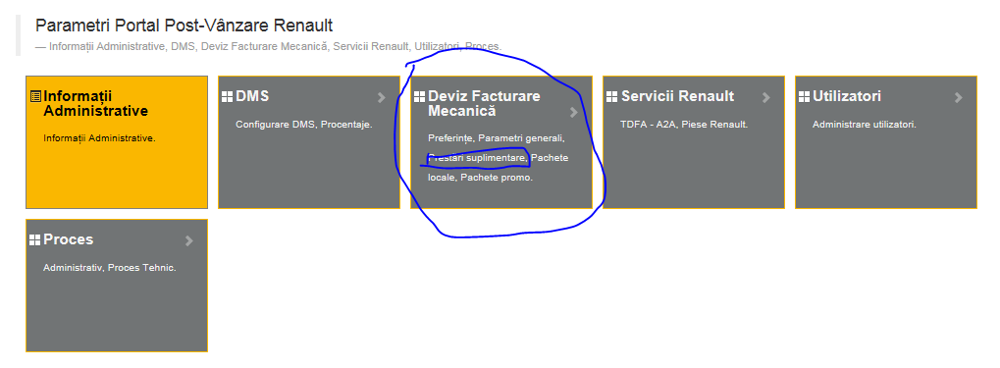 Parametri Portal Post-Vânzare Renault
— Informații Administrative, DMS, Deviz Facturare Mecanică, Servicii Renault, Utilizatori, Proces.
Informații
Administrative
Informații Administrative.
DMS
Configurare DMS, Procentaje.
Deviz Facturare
Mecanică
Preferințe, Parametri generali,
Prestări suplimentare, Pachete
locale, Pachete promo.
Servicii Renault
TDFA - A2A, Piese Renault.
Utilizatori
Administrare utilizatori.
Proces
Administrativ, Proces Tehnic.